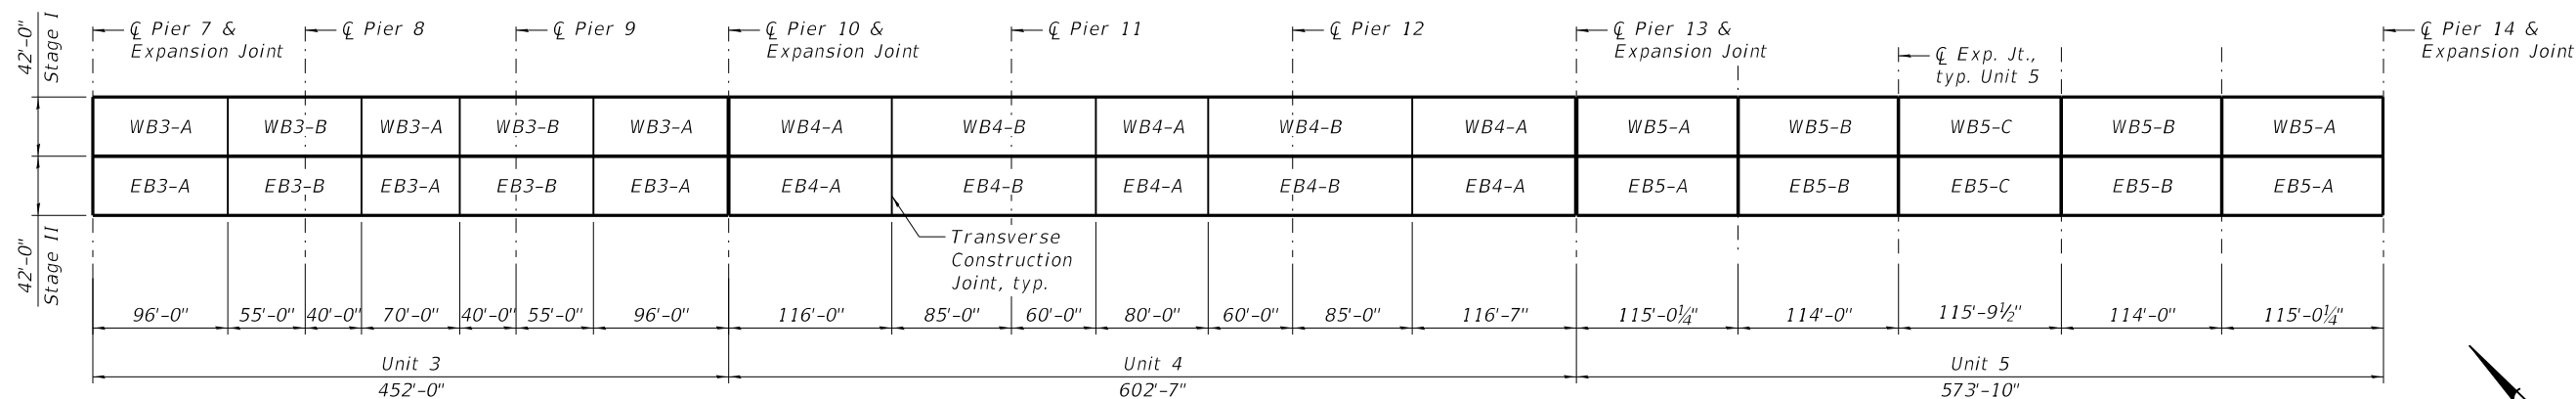 42'-0"
Stage I
℄ Pier 7 &
Expansion Joint
℄ Pier 8
℄ Pier 9
℄ Pier 10 &
Expansion Joint
℄ Pier 11
℄ Pier 12
℄ Pier 13 &
Expansion Joint
℄ Exp. Jt.,
typ. Unit 5
℄ Pier 14 &
Expansion Joint
WB3-A WB3-B WB3-A WB3-B WB3-A WB4-A WB4-B WB4-A WB4-B WB4-A WB5-A WB5-B WB5-C WB5-B WB5-A
EB3-A EB3-B EB3-A EB3-B EB3-A EB4-A EB4-B EB4-A EB4-B EB4-A EB5-A EB5-B EB5-C EB5-B EB5-A
42'-0"
Stage II
Transverse
Construction
Joint, typ.
96'-0" 55'-0" 40'-0" 70'-0" 40'-0" 55'-0" 96'-0" 116'-0" 85'-0" 60'-0" 80'-0" 60'-0" 85'-0" 116'-7" 115'-0¼" 114'-0" 115'-9½" 114'-0" 115'-0¼"
Unit 3 Unit 4 Unit 5
452'-0" 602'-7" 573'-10"